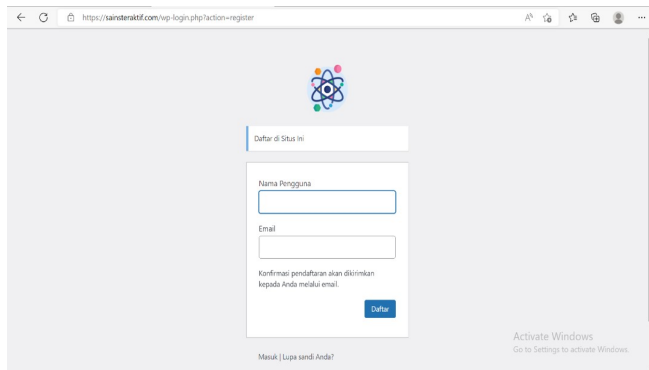 https://sainsteraktif.com/wp-login.php?action=register
Daftar di Situs Ini
Nama Pengguna
Email
Konfirmasi pendaftaran akan dikirimkan
kepada Anda melalui email.
Daftar
Activate Windows
Go to Settings to activate Windows.
Masuk | Lupa sandi Anda?